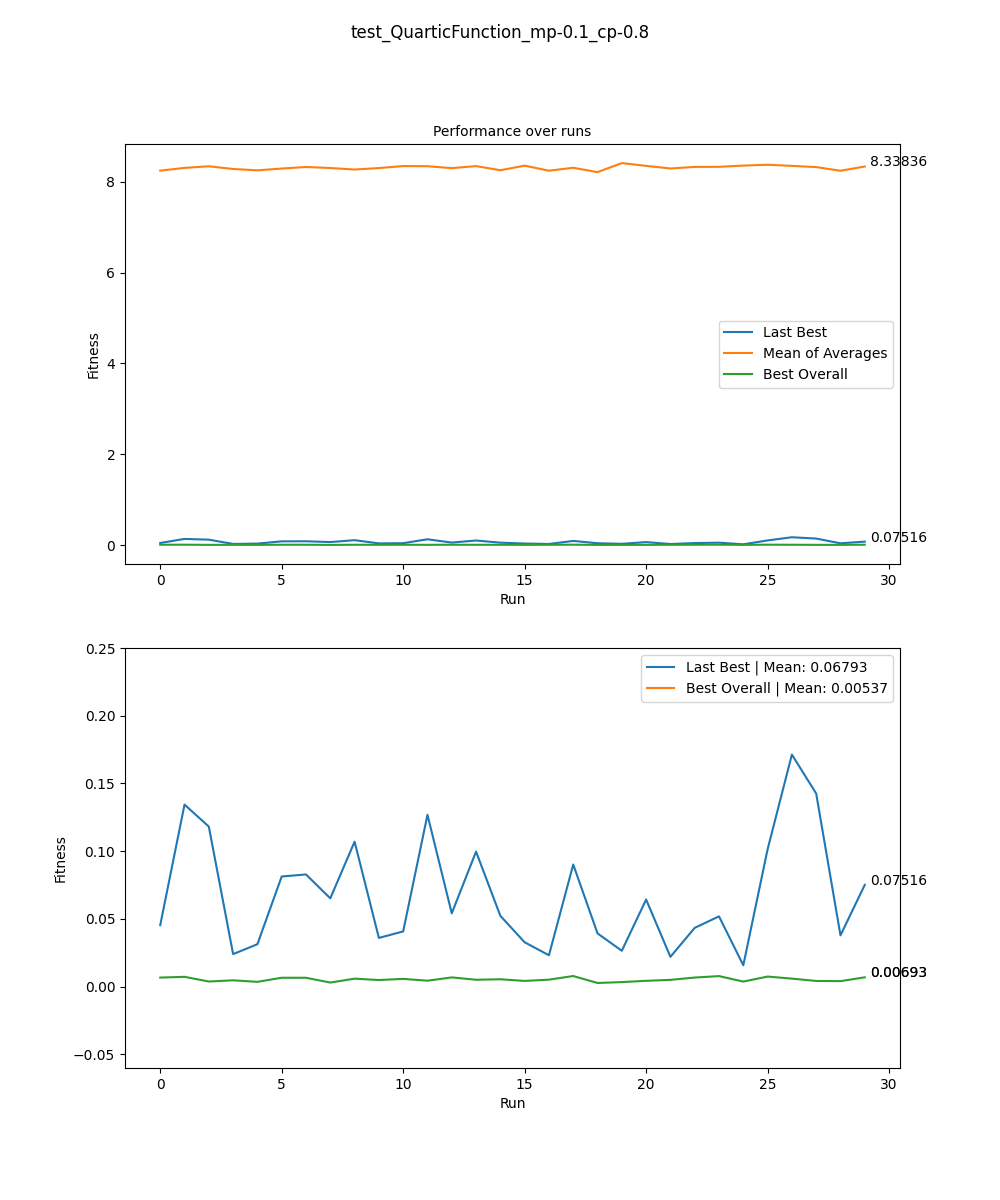 test_QuarticFunction_mp-0.1_cp-0.8
Performance over runs
8.33836
8
6
4
2
0
Fitness
Last Best
Mean of Averages
Best Overall
0.07516
0 5 10 15 20 25 30
Run
0.25
0.20
0.15
0.10
0.05
0.00
−0.05
Fitness
Last Best | Mean: 0.06793
Best Overall | Mean: 0.00537
0.07516
0.00693
0 5 10 15 20 25 30
Run